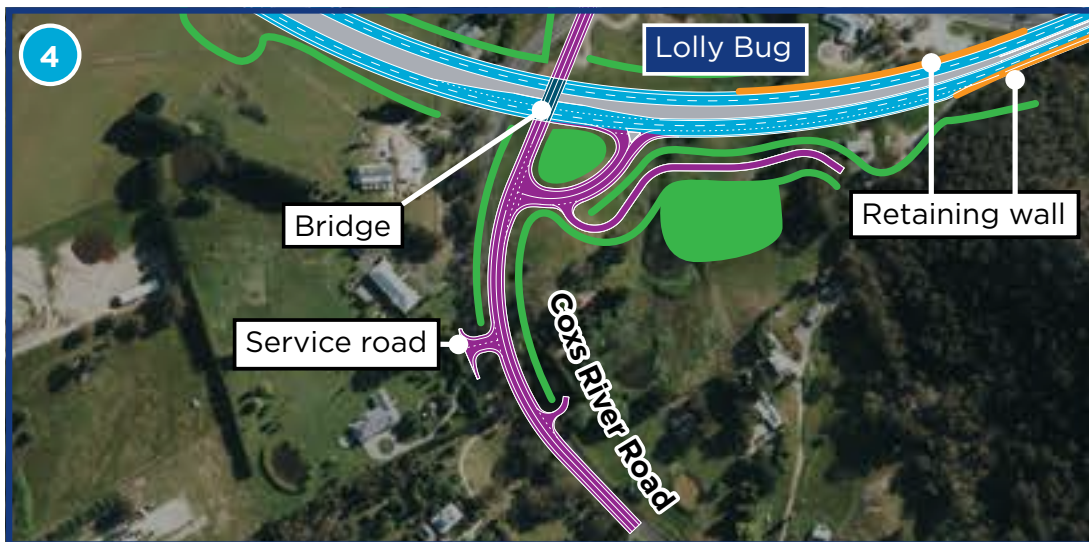 4
Lolly Bug
Bridge
Retaining wall
Service road
Coxs River Road